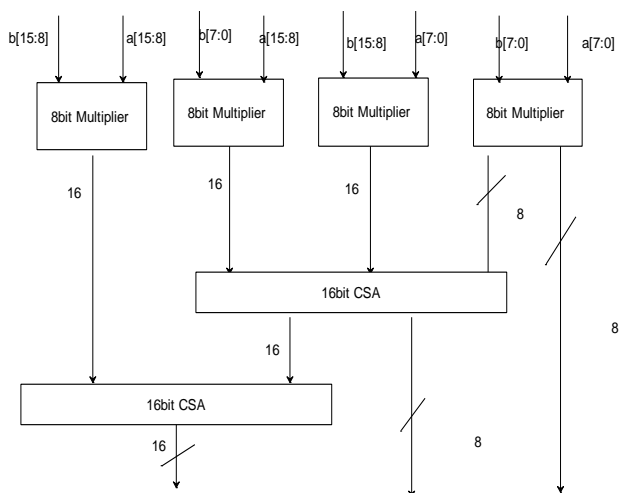 b[15:8] a[15:8] b[7:0] a[15:8] b[15:8] a[7:0] b[7:0] a[7:0]
8bit Multiplier 8bit Multiplier 8bit Multiplier 8bit Multiplier
16 16 16 8
16bit CSA
8
16
16bit CSA
16 8